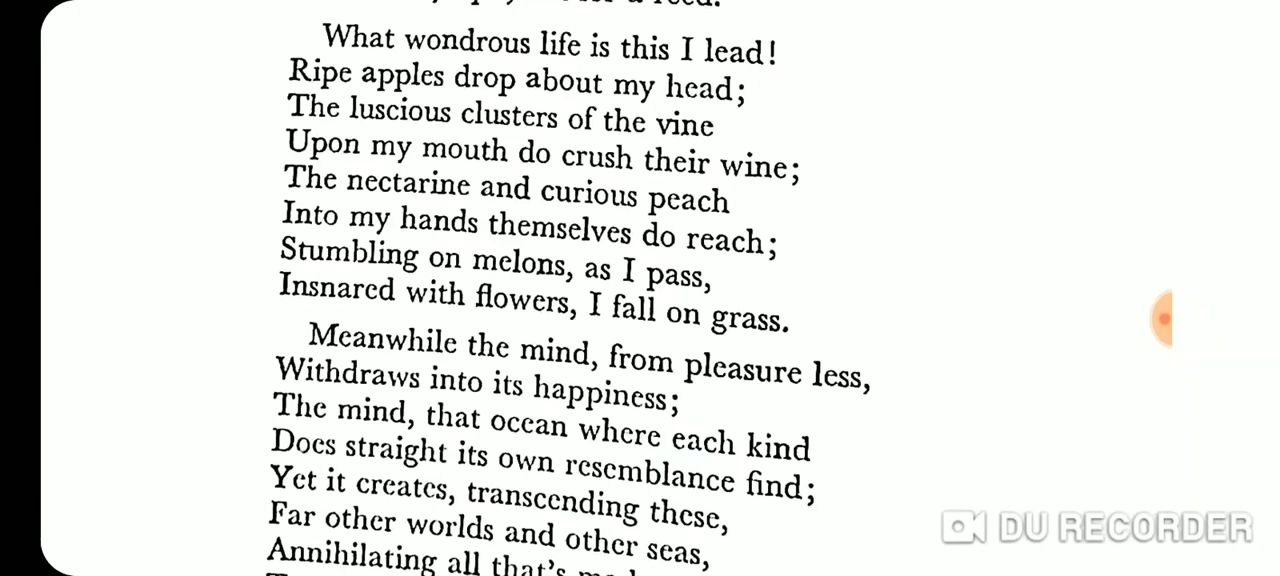 for a reed.
What wondrous life is this I lead!
Ripe apples drop about my head;
The luscious clusters of the vine
Upon my mouth do crush their wine;
The nectarine and curious peach
Into my hands themselves do reach;
Stumbling on melons, as I pass,
Insnared with flowers, I fall on grass.
Meanwhile the mind, from pleasure less,
Withdraws into its happiness;
The mind, that ocean where each kind
Does straight its own resemblance find;
Yet it creates, transcending these,
Far other worlds and other seas,
Annihilating all that's
DU RECORDER